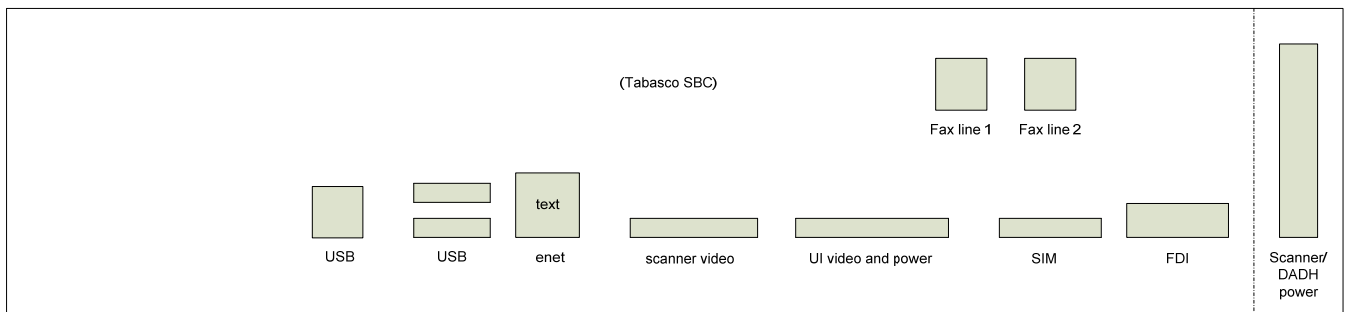 (Tabasco SBC)
Fax line 1
Fax line 2
text
USB
USB
enet
scanner video
UI video and power
SIM
FDI
Scanner/
DADH
power